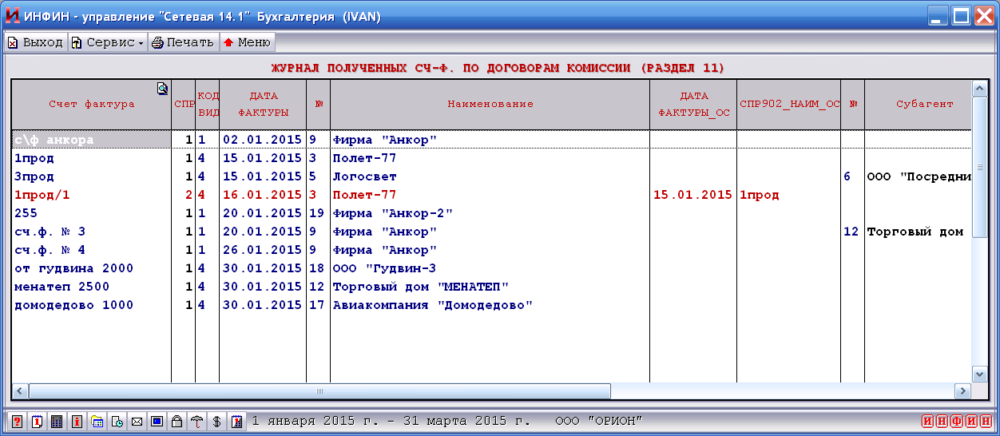 ИНФИН - управление "Сетевая 14.1" Бухгалтерия (IVAN)
Выход Сервис Печать Меню
ЖУРНАЛ ПОЛУЧЕННЫХ СЧ-Ф. ПО ДОГОВОРАМ КОМИССИИ (РАЗДЕЛ 11)
Счет фактура СПР КОД ВИД ДАТА ФАКТУРЫ № Наименование ДАТА ФАКТУРЫ_ОС СПР902_НАИМ_ОС № Субагент
с\ф анкора 1 1 02.01.2015 9 Фирма "Анкор"
1прод 1 4 15.01.2015 3 Полет-77
3прод 1 4 15.01.2015 5 Логосвет 6 ООО "Посредни
1прод/1 2 4 16.01.2015 3 Полет-77 15.01.2015 1прод
255 1 1 20.01.2015 19 Фирма "Анкор-2"
сч.ф. № 3 1 1 20.01.2015 9 Фирма "Анкор" 12 Торговый дом
сч.ф. № 4 1 1 26.01.2015 9 Фирма "Анкор"
от гудвина 2000 1 4 30.01.2015 18 ООО "Гудвин-3
менатеп 2500 1 4 30.01.2015 12 Торговый дом "МЕНАТЕП"
домодедово 1000 1 4 30.01.2015 17 Авиакомпания "Домодедово"
1 января 2015 г. - 31 марта 2015 г. ООО "ОРИОН" ИНФИН